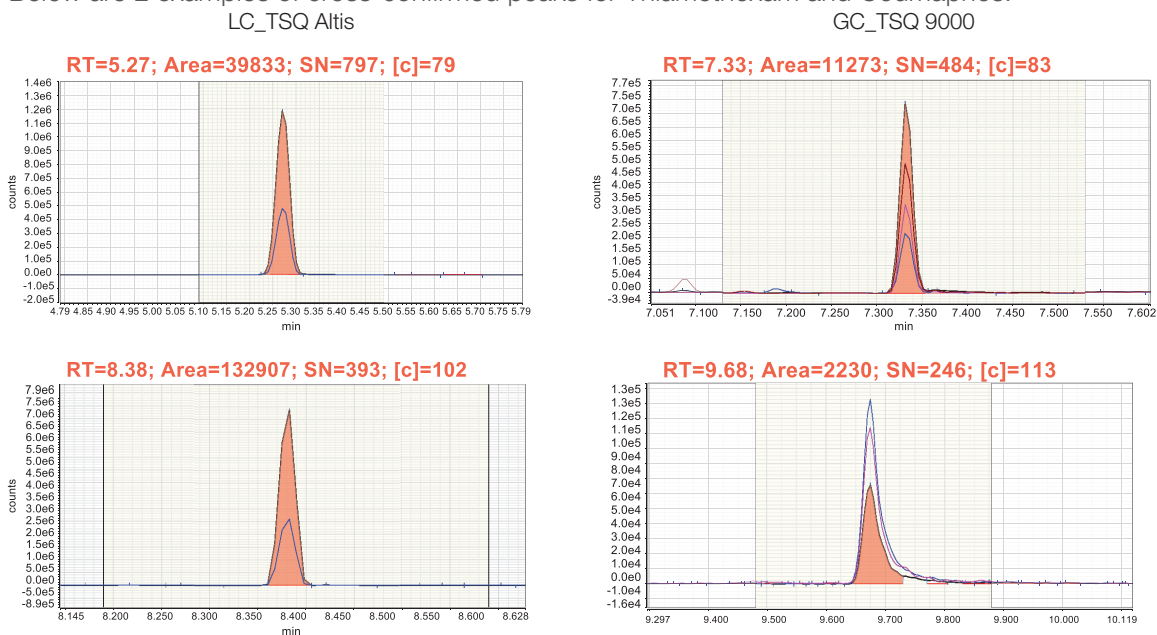 LC_TSQ Altis
GC_TSQ 9000
RT=5.27; Area=39833; SN=797; [c]=79
1.4e6
1.3e6
1.2e6
1.1e6
1.0e6
9.0e5
8.0e5
7.0e5
6.0e5
5.0e5
4.0e5
3.0e5
2.0e5
1.0e5
0.0e0
-1.0e5
-2.0e5
counts
4.79 4.85 4.90 4.95 5.00 5.05 5.10 5.15 5.20 5.25 5.30 5.35 5.40 5.45 5.50 5.55 5.60 5.65 5.70 5.75 5.79
min
RT=7.33; Area=11273; SN=484; [c]=83
7.7e5
7.5e5
7.0e5
6.5e5
6.0e5
5.5e5
5.0e5
4.5e5
4.0e5
3.5e5
3.0e5
2.5e5
2.0e5
1.5e5
5.0e4
0.0e0
-3.9e4
counts
7.051 7.100 7.150 7.200 7.250 7.300 7.350 7.400 7.450 7.500 7.550 7.602
min
RT=8.38; Area=132907; SN=393; [c]=102
7.9e6
7.5e6
7.0e6
6.5e6
6.0e6
5.5e6
5.0e6
4.5e6
4.0e6
3.5e6
3.0e6
2.5e6
2.0e6
1.5e6
1.0e6
5.0e5
0.0e0
-5.0e5
-8.9e5
counts
8.145 8.200 8.250 8.300 8.350 8.400 8.450 8.500 8.550 8.600 8.628
min
RT=9.68; Area=2230; SN=246; [c]=113
1.3e5
1.3e5
1.1e5
1.0e5
9.0e4
8.0e4
7.0e4
6.0e4
5.0e4
4.0e4
3.0e4
2.0e4
1.0e4
0.0e0
-1.6e4
9.297 9.400 9.500 9.600 9.700 9.800 9.900 10.000 10.119